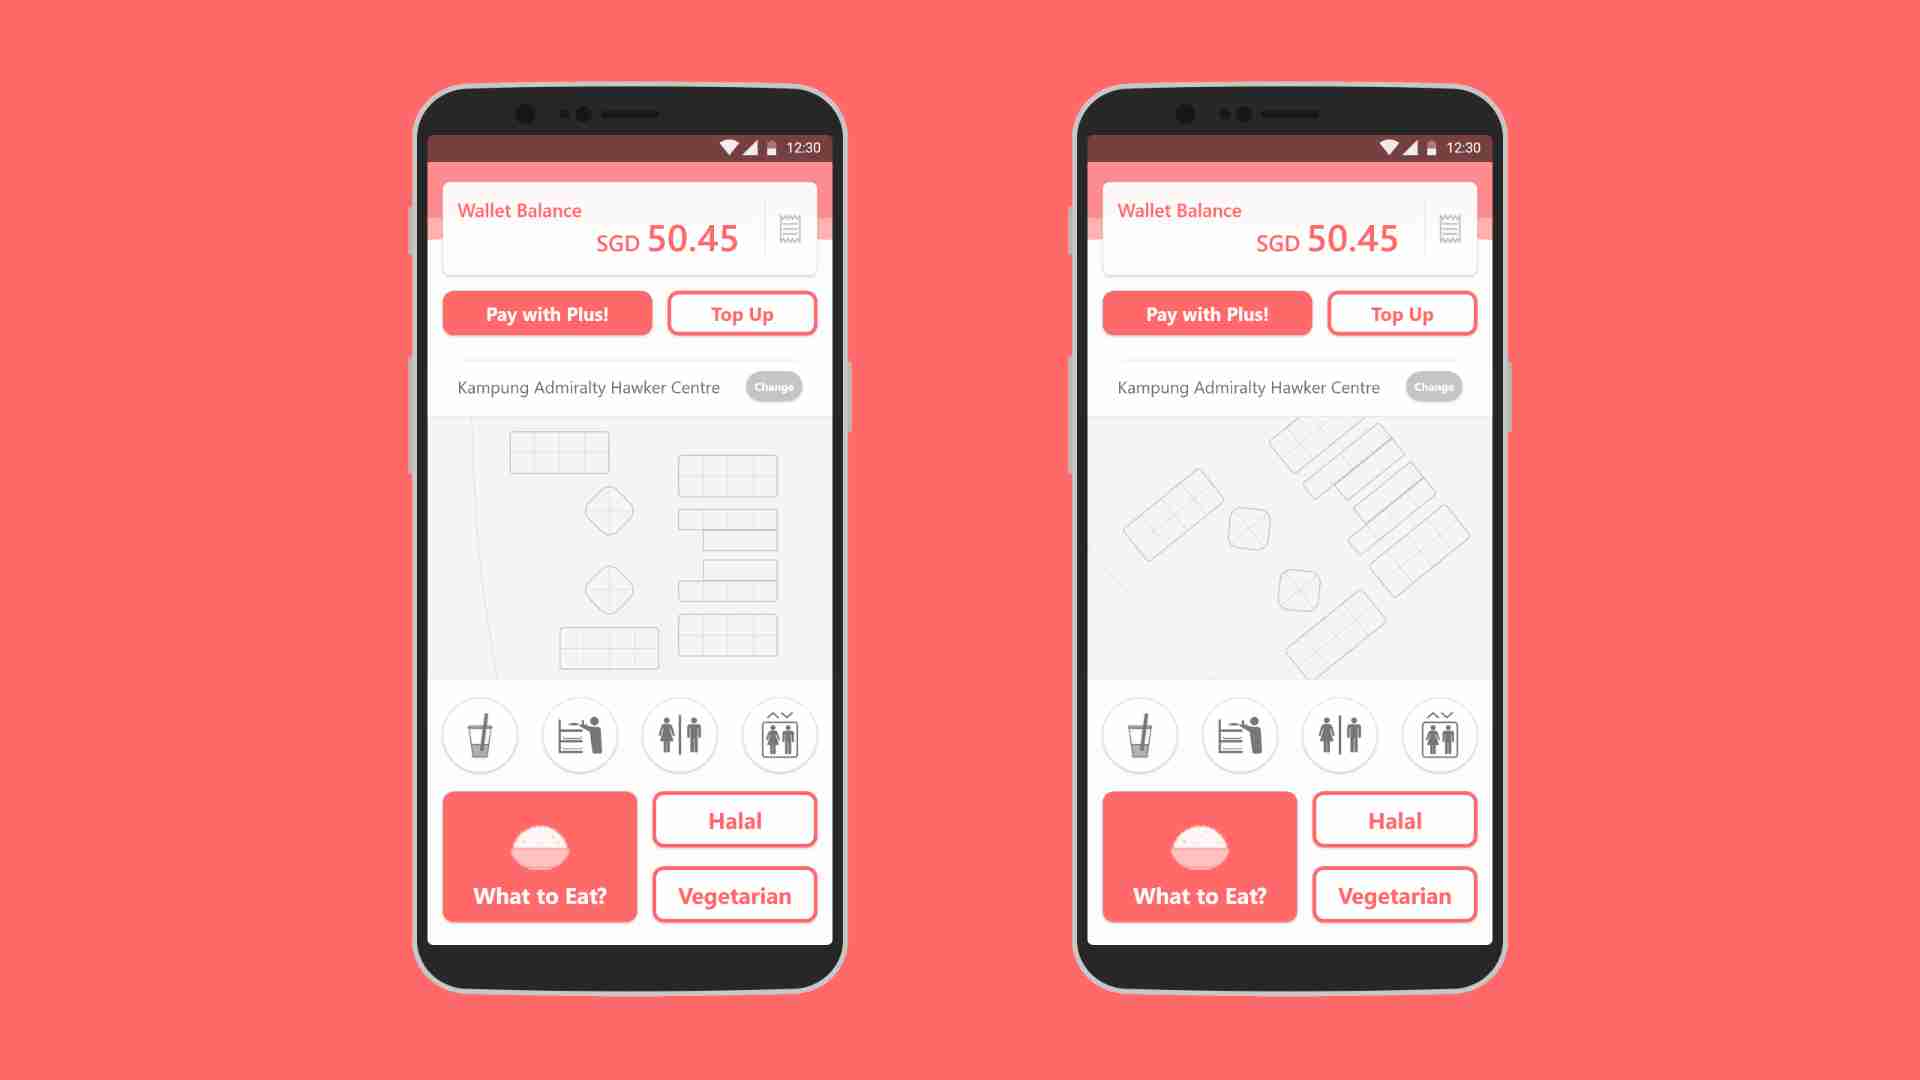 12:30
Wallet Balance
SGD 50.45
Pay with Plus!
Top Up
Kampung Admiralty Hawker Centre
Change
Halal
What to Eat?
Vegetarian
12:30
Wallet Balance
SGD 50.45
Pay with Plus!
Top Up
Kampung Admiralty Hawker Centre
Change
Halal
What to Eat?
Vegetarian